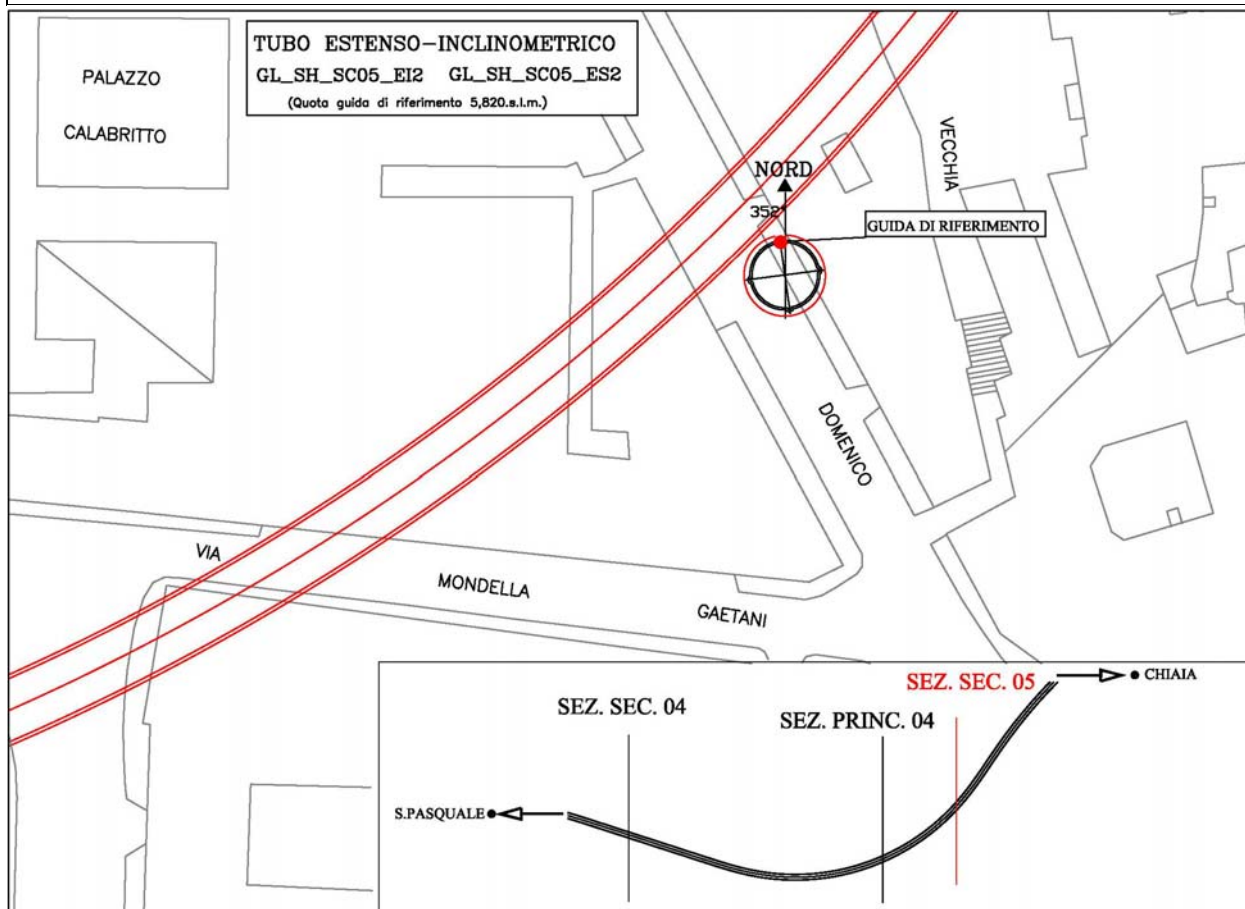 TUBO ESTENSO-INCLINOMETRICO
GL_SH_SC05_EI2 GL_SH_SC05_ES2
(Quota guida di riferimento 5,820.s.l.m.)
PALAZZO
CALABRITTO
VECCHIA
NORD
352°
GUIDA DI RIFERIMENTO
DOMENICO
VIA
MONDELLA
GAETANI
SEZ. SEC. 05
CHIAIA
SEZ. SEC. 04
SEZ. PRINC. 04
S.PASQUALE